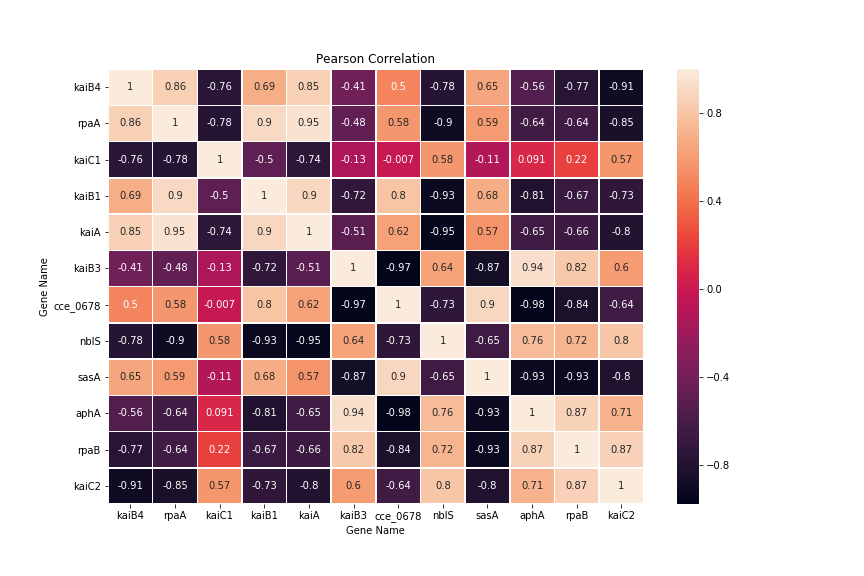 Pearson Correlation
kaiB4 1 0.86 -0.76 0.69 0.85 -0.41 0.5 -0.78 0.65 -0.56 -0.77 -0.91
rpaA 0.86 1 -0.78 0.9 0.95 -0.48 0.58 -0.9 0.59 -0.64 -0.64 -0.85
kaiC1 -0.76 -0.78 1 -0.5 -0.74 -0.13 -0.007 0.58 -0.11 0.091 0.22 0.57
kaiB1 0.69 0.9 -0.5 1 0.9 -0.72 0.8 -0.93 0.68 -0.81 -0.67 -0.73
kaiA 0.85 0.95 -0.74 0.9 1 -0.51 0.62 -0.95 0.57 -0.65 -0.66 -0.8
kaiB3 -0.41 -0.48 -0.13 -0.72 -0.51 1 -0.97 0.64 -0.87 0.94 0.82 0.6
cce_0678 0.5 0.58 -0.007 0.8 0.62 -0.97 1 -0.73 0.9 -0.98 -0.84 -0.64
nblS -0.78 -0.9 0.58 -0.93 -0.95 0.64 -0.73 1 -0.65 0.76 0.72 0.8
sasA 0.65 0.59 -0.11 0.68 0.57 -0.87 0.9 -0.65 1 -0.93 -0.93 -0.8
aphA -0.56 -0.64 0.091 -0.81 -0.65 0.94 -0.98 0.76 -0.93 1 0.87 0.71
rpaB -0.77 -0.64 0.22 -0.67 -0.66 0.82 -0.84 0.72 -0.93 0.87 1 0.87
kaiC2 -0.91 -0.85 0.57 -0.73 -0.8 0.6 -0.64 0.8 -0.8 0.71 0.87 1
kaiB4 rpaA kaiC1 kaiB1 kaiA kaiB3 cce_0678 nblS sasA aphA rpaB kaiC2
Gene Name
Gene Name
0.8
0.4
0.0
−0.4
−0.8